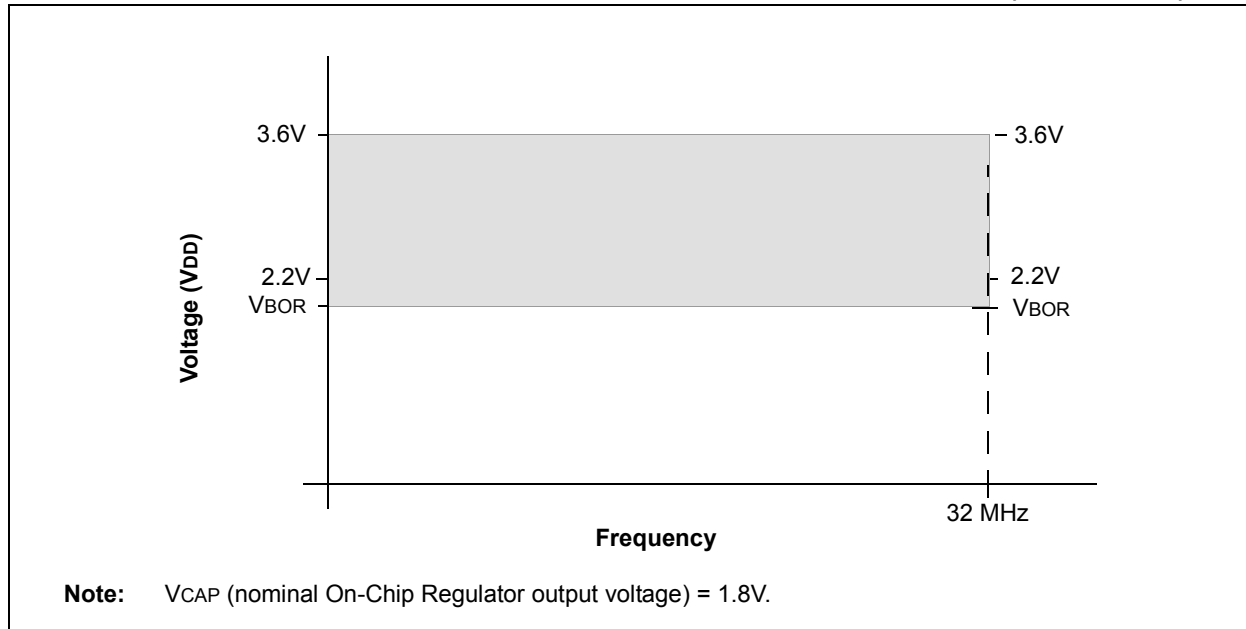 3.6V
3.6V
Voltage (VDD)
2.2V
2.2V
VBOR
VBOR
32 MHz
Frequency
Note: VCAP (nominal On-Chip Regulator output voltage) = 1.8V.